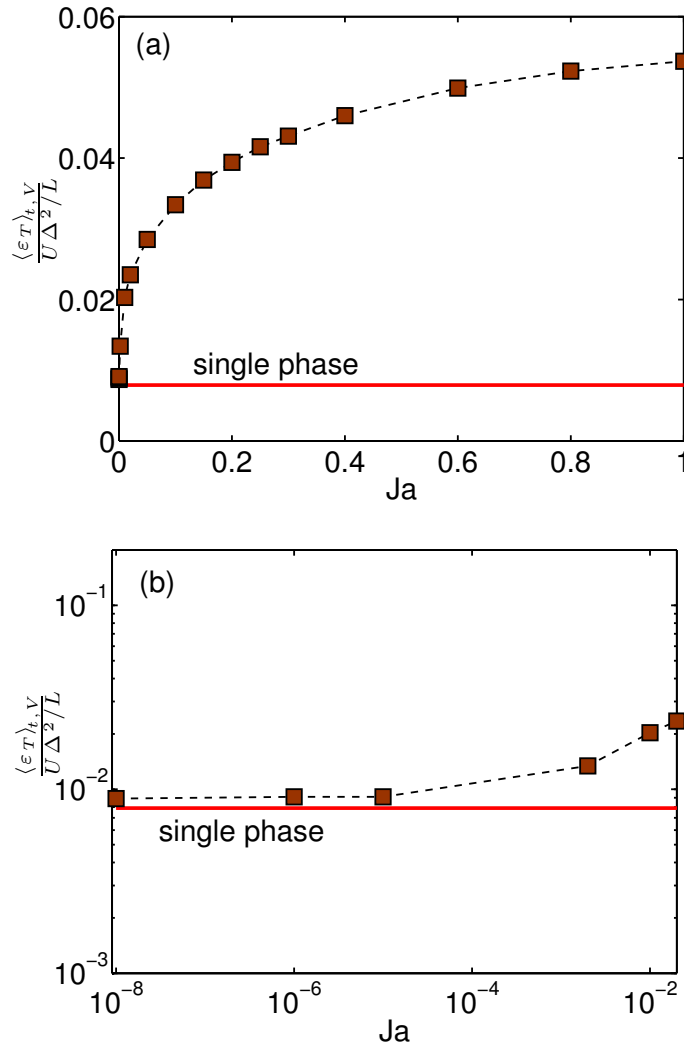 (a)
0.06
0.04
0.02
0
⟨ε_T⟩_{t,V}
UΔ²/L
single phase
0 0.2 0.4 0.6 0.8 1
Ja
(b)
10⁻¹
10⁻²
10⁻³
⟨ε_T⟩_{t,V}
UΔ²/L
single phase
10⁻⁸ 10⁻⁶ 10⁻⁴ 10⁻²
Ja